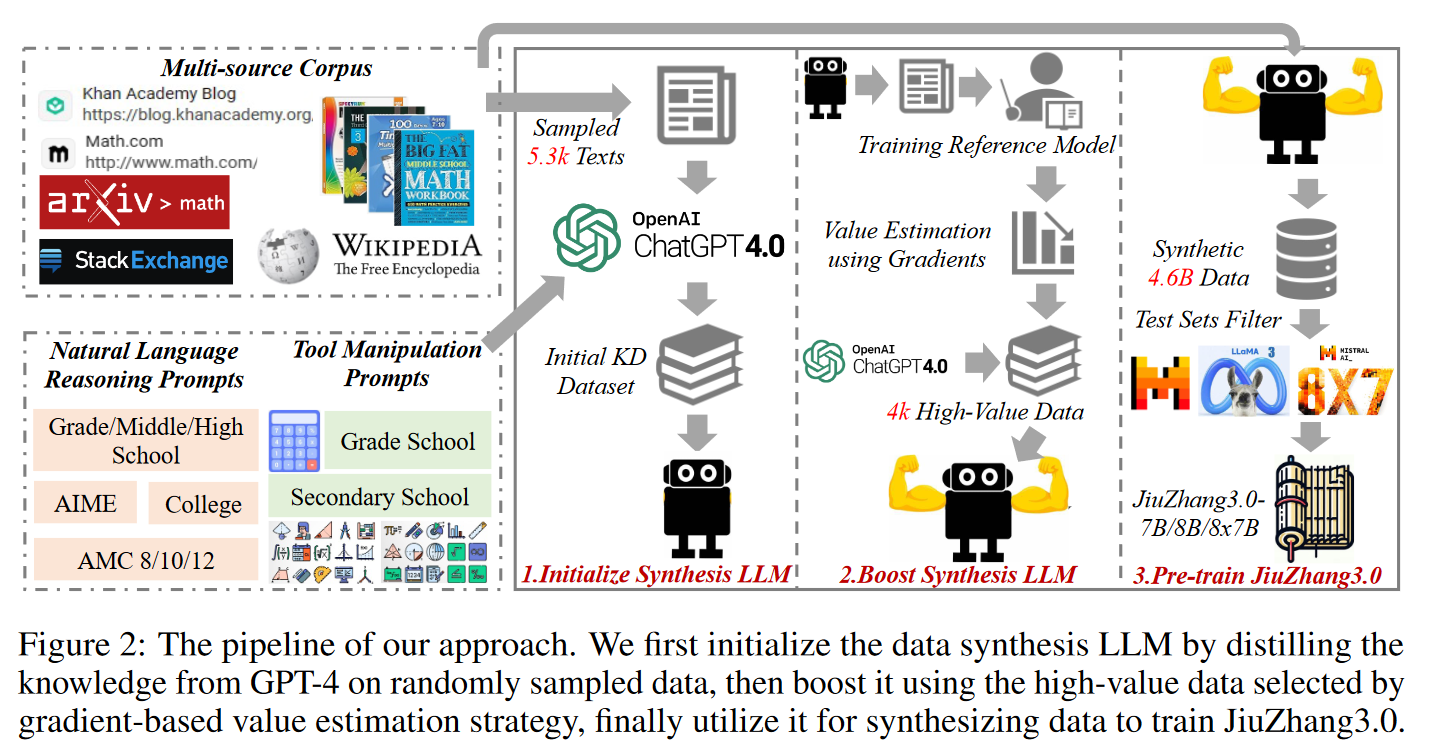 Multi-source Corpus
Khan Academy Blog
https://blog.khanacademy.org,
Math.com
http://www.math.com/
arXiv > math
StackExchange
THE
BIG FAT
MIDDLE SCHOOL
MATH
WORKBOOK
WIKIPEDIA
The Free Encyclopedia
Natural Language
Reasoning Prompts
Grade/Middle/High
School
AIME
College
AMC 8/10/12
Tool Manipulation
Prompts
Grade School
Secondary School
Sampled
5.3k Texts
OpenAI
ChatGPT 4.0
Initial KD
Dataset
1.Initialize Synthesis LLM
Training Reference Model
Value Estimation
using Gradients
OpenAI
ChatGPT 4.0
4k High-Value Data
2.Boost Synthesis LLM
Synthetic
4.6B Data
Test Sets Filter
LLaMA 3
MISTRAL
AI_
8X7
JiuZhang3.0-
7B/8B/8x7B
3.Pre-train JiuZhang3.0
Figure 2: The pipeline of our approach. We first initialize the data synthesis LLM by distilling the
knowledge from GPT-4 on randomly sampled data, then boost it using the high-value data selected by
gradient-based value estimation strategy, finally utilize it for synthesizing data to train JiuZhang3.0.